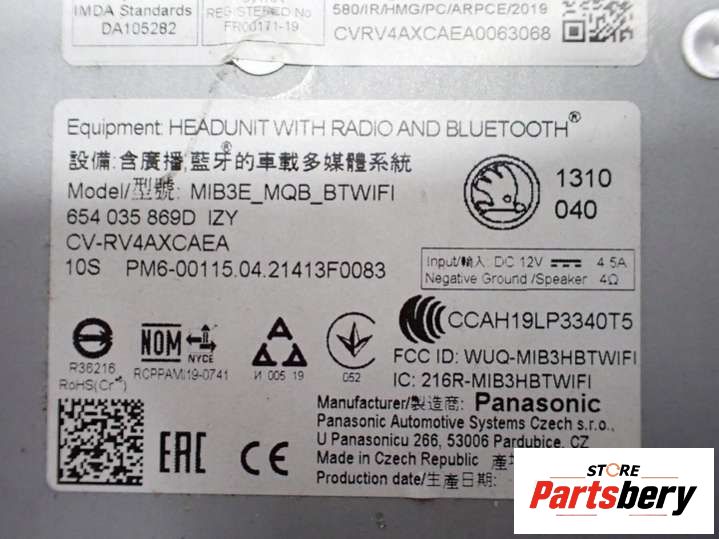 IMDA Standards
DA105282
REGISTERED No
FR00171-19
580/IR/HMG/PC/ARPCE/2019
CVRV4AXCAEA0063068
Equipment: HEADUNIT WITH RADIO AND BLUETOOTH®
設備:含廣播,藍牙®的車載多媒體系統
Model/型號: MIB3E_MQB_BTWIFI
654 035 869D IZY
CV-RV4AXCAEA
10S PM6-00115.04.21413F0083
1310
040
Input/輸入: DC 12V 4.5A
Negative Ground /Speaker 4Ω
CCAH19LP3340T5
R36216
RoHS(Cr⁺⁶)
NOM
NYCE
RCPPAMI19-0741
И 005 19
052
FCC ID: WUQ-MIB3HBTWIFI
IC: 216R-MIB3HBTWIFI
Manufacturer/製造商: Panasonic
Panasonic Automotive Systems Czech s.r.o.,
U Panasonicu 266, 53006 Pardubice, CZ
Made in Czech Republic 產地
Production date/生產日期:
EAC CE
STORE
Partsbery